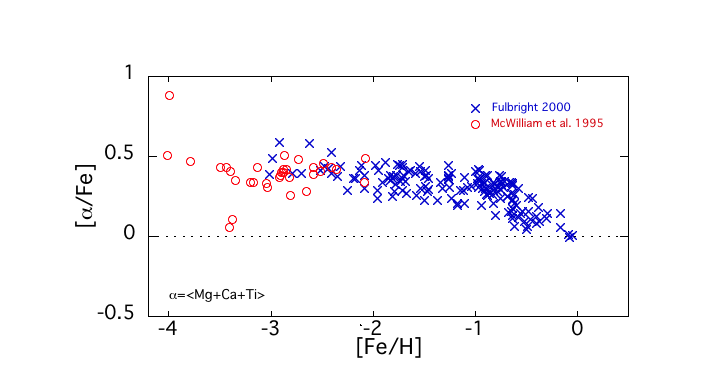 1
Fulbright 2000
McWilliam et al. 1995
0.5
[α/Fe]
0
α=<Mg+Ca+Ti>
-0.5
-4 -3 -2 -1 0
[Fe/H]